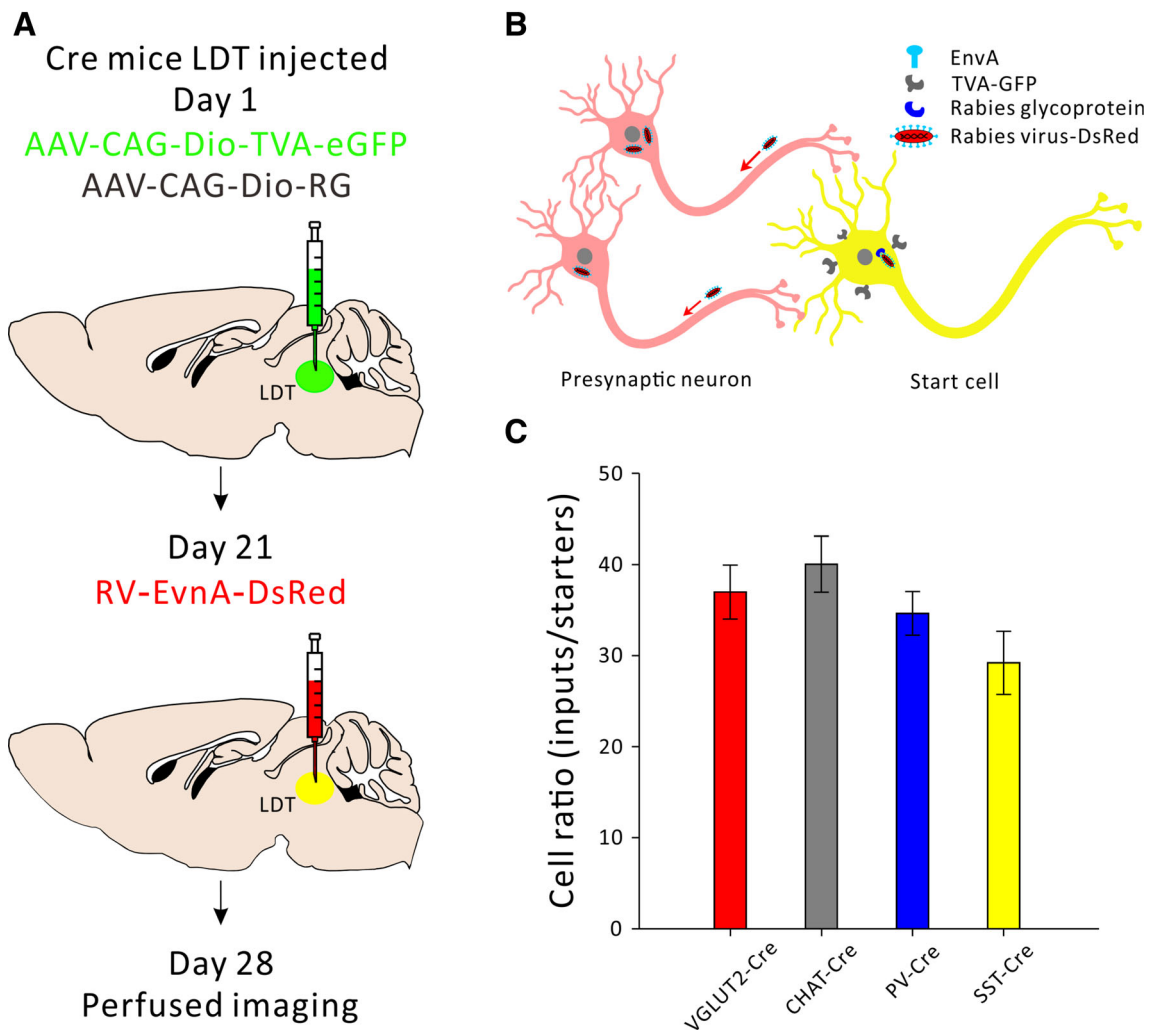 A
Cre mice LDT injected
Day 1
AAV-CAG-Dio-TVA-eGFP
AAV-CAG-Dio-RG
LDT
Day 21
RV-EvnA-DsRed
LDT
Day 28
Perfused imaging
B
EnvA
TVA-GFP
Rabies glycoprotein
Rabies virus-DsRed
Presynaptic neuron
Start cell
C
Cell ratio (inputs/starters)
50
40
30
20
10
0
VGLUT2-Cre
CHAT-Cre
PV-Cre
SST-Cre